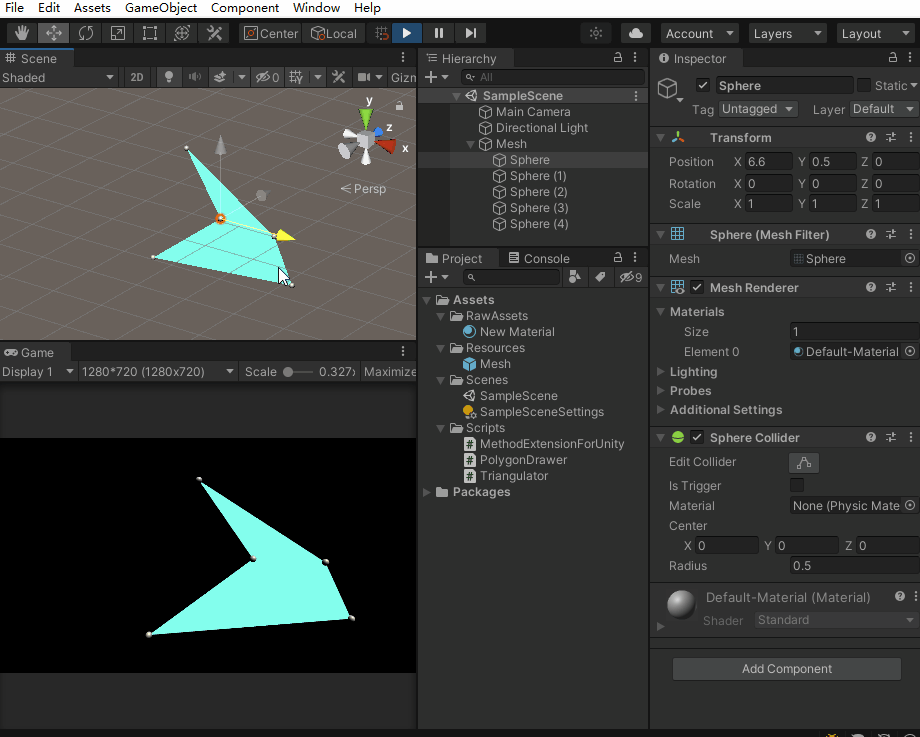 File Edit Assets GameObject Component Window Help
Center Local Account Layers Layout
Scene
Shaded 2D 0 Gizn
y
z
x
Persp
Game
Display 1 1280*720 (1280x720) Scale 0.327x Maximize
Hierarchy
All
SampleScene
Main Camera
Directional Light
Mesh
Sphere
Sphere (1)
Sphere (2)
Sphere (3)
Sphere (4)
Project Console
9
Assets
RawAssets
New Material
Resources
Mesh
Scenes
SampleScene
SampleSceneSettings
Scripts
MethodExtensionForUnity
PolygonDrawer
Triangulator
Packages
Inspector
Sphere Static
Tag Untagged Layer Default
Transform
Position X 6.6 Y 0.5 Z 0
Rotation X 0 Y 0 Z 0
Scale X 1 Y 1 Z 1
Sphere (Mesh Filter)
Mesh Sphere
Mesh Renderer
Materials
Size 1
Element 0 Default-Material
Lighting
Probes
Additional Settings
Sphere Collider
Edit Collider
Is Trigger
Material None (Physic Mate
Center
X 0 Y 0 Z 0
Radius 0.5
Default-Material (Material)
Shader Standard
Add Component